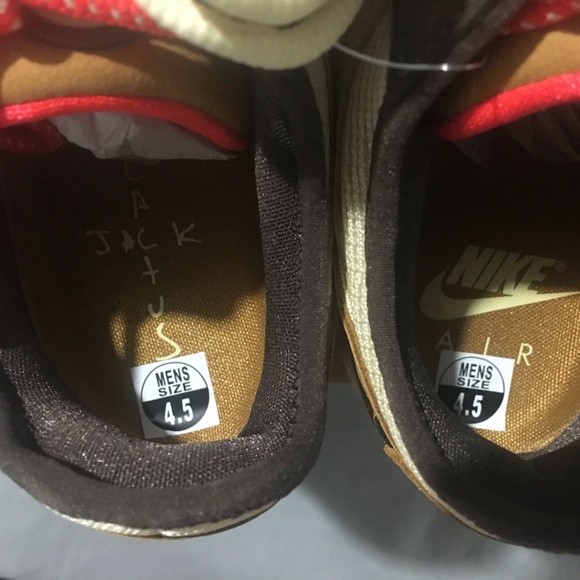 CACTUS
JACK
MENS
SIZE
4.5
NIKE®
AIR
MENS
SIZE
4.5